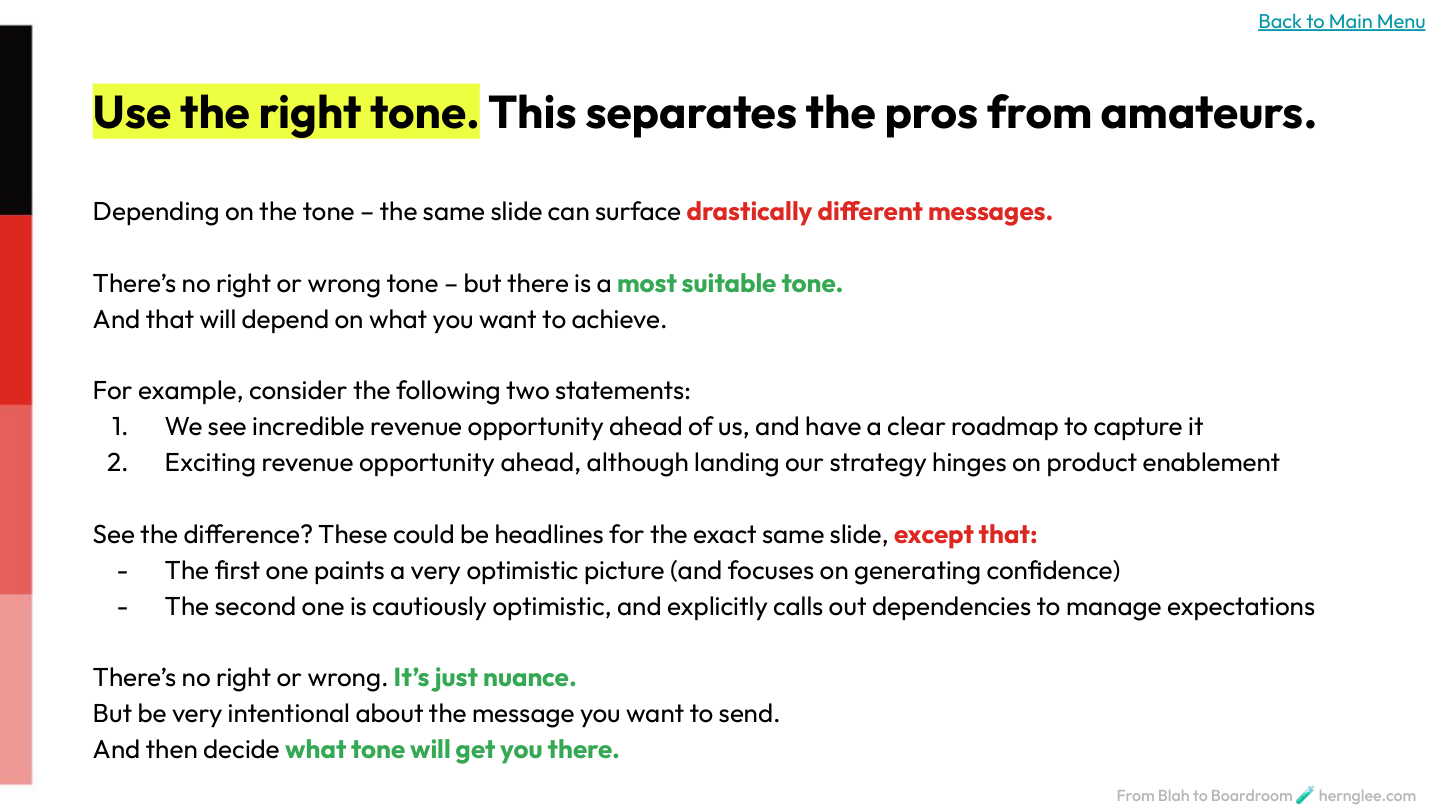 Back to Main Menu
Use the right tone. This separates the pros from amateurs.
Depending on the tone – the same slide can surface drastically different messages.
There’s no right or wrong tone – but there is a most suitable tone.
And that will depend on what you want to achieve.
For example, consider the following two statements:
1. We see incredible revenue opportunity ahead of us, and have a clear roadmap to capture it
2. Exciting revenue opportunity ahead, although landing our strategy hinges on product enablement
See the difference? These could be headlines for the exact same slide, except that:
- The first one paints a very optimistic picture (and focuses on generating confidence)
- The second one is cautiously optimistic, and explicitly calls out dependencies to manage expectations
There’s no right or wrong. It’s just nuance.
But be very intentional about the message you want to send.
And then decide what tone will get you there.
From Blah to Boardroom 🧪 hernglee.com